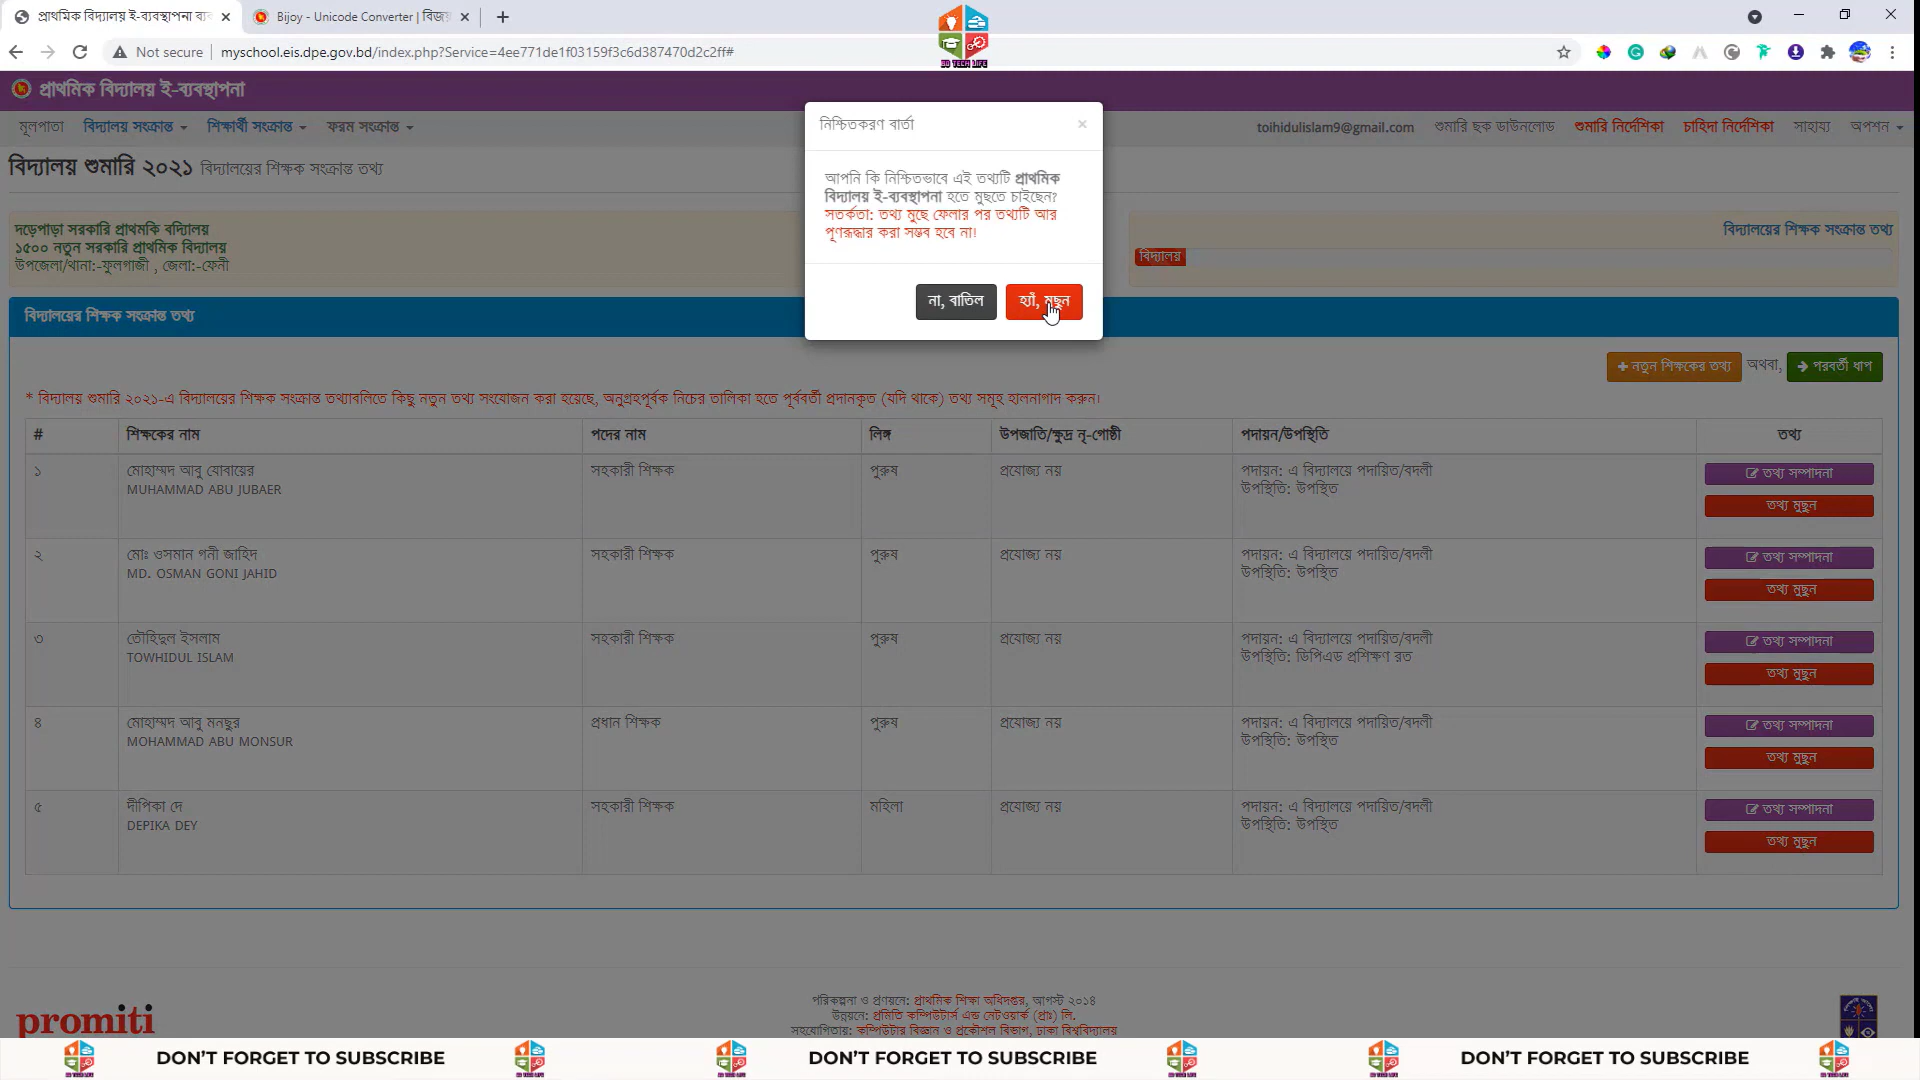 প্রাথমিক বিদ্যালয় ই-ব্যবস্থাপনা ব্যব
Bijoy - Unicode Converter | বিজয়
BD TECH LIFE
Not secure
myschool.eis.dpe.gov.bd/index.php?Service=4ee771de1f03159f3c6d387470d2c2ff#
প্রাথমিক বিদ্যালয় ই-ব্যবস্থাপনা
মূলপাতা বিদ্যালয় সংক্রান্ত শিক্ষার্থী সংক্রান্ত ফরম সংক্রান্ত
toihidulislam9@gmail.com শুমারি ছক ডাউনলোড শুমারি নির্দেশিকা চাহিদা নির্দেশিকা সাহায্য অপশন
বিদ্যালয় শুমারি ২০২১ বিদ্যালয়ের শিক্ষক সংক্রান্ত তথ্য
নিশ্চিতকরণ বার্তা ×
আপনি কি নিশ্চিতভাবে এই তথ্যটি প্রাথমিক
বিদ্যালয় ই-ব্যবস্থাপনা হতে মুছতে চাইছেন?
সতর্কতা: তথ্য মুছে ফেলার পর তথ্যটি আর
পূণরূদ্ধার করা সম্ভব হবে না!
না, বাতিল হ্যাঁ, মুছুন
দড়েপাড়া সরকারি প্রাথমকি বদ্যিালয়
১৫০০ নতুন সরকারি প্রাথমিক বিদ্যালয়
উপজেলা/থানা:-ফুলগাজী , জেলা:-ফেনী
বিদ্যালয়ের শিক্ষক সংক্রান্ত তথ্য
বিদ্যালয়
বিদ্যালয়ের শিক্ষক সংক্রান্ত তথ্য
নতুন শিক্ষকের তথ্য অথবা, পরবর্তী ধাপ
* বিদ্যালয় শুমারি ২০২১-এ বিদ্যালয়ের শিক্ষক সংক্রান্ত তথ্যাবলিতে কিছু নতুন তথ্য সংযোজন করা হয়েছে, অনুগ্রহপূর্বক নিচের তালিকা হতে পূর্ববর্তী প্রদানকৃত (যদি থাকে) তথ্য সমূহ হালনাগাদ করুন।
# শিক্ষকের নাম পদের নাম লিঙ্গ উপজাতি/ক্ষুদ্র নৃ-গোষ্ঠী পদায়ন/উপস্থিতি তথ্য
১ মোহাম্মদ আবু যোবায়ের সহকারী শিক্ষক পুরুষ প্রযোজ্য নয় পদায়ন: এ বিদ্যালয়ে পদায়িত/বদলী তথ্য সম্পাদনা
MUHAMMAD ABU JUBAER উপস্থিতি: উপস্থিত তথ্য মুছুন
২ মোঃ ওসমান গনী জাহিদ সহকারী শিক্ষক পুরুষ প্রযোজ্য নয় পদায়ন: এ বিদ্যালয়ে পদায়িত/বদলী তথ্য সম্পাদনা
MD. OSMAN GONI JAHID উপস্থিতি: উপস্থিত তথ্য মুছুন
৩ তৌহিদুল ইসলাম সহকারী শিক্ষক পুরুষ প্রযোজ্য নয় পদায়ন: এ বিদ্যালয়ে পদায়িত/বদলী তথ্য সম্পাদনা
TOWHIDUL ISLAM উপস্থিতি: ডিপিএড প্রশিক্ষণ রত তথ্য মুছুন
৪ মোহাম্মদ আবু মনছুর প্রধান শিক্ষক পুরুষ প্রযোজ্য নয় পদায়ন: এ বিদ্যালয়ে পদায়িত/বদলী তথ্য সম্পাদনা
MOHAMMAD ABU MONSUR উপস্থিতি: উপস্থিত তথ্য মুছুন
৫ দীপিকা দে সহকারী শিক্ষক মহিলা প্রযোজ্য নয় পদায়ন: এ বিদ্যালয়ে পদায়িত/বদলী তথ্য সম্পাদনা
DEPIKA DEY উপস্থিতি: উপস্থিত তথ্য মুছুন
promiti
পরিকল্পনা ও প্রণয়নে: প্রাথমিক শিক্ষা অধিদপ্তর, আগস্ট ২০১৪
উন্নয়নে: প্রমিতি কম্পিউটার্স এন্ড নেটওয়ার্ক (প্রাঃ) লি.
সহযোগিতায়: কম্পিউটার বিজ্ঞান ও প্রকৌশল বিভাগ, ঢাকা বিশ্ববিদ্যালয়
DON'T FORGET TO SUBSCRIBE DON'T FORGET TO SUBSCRIBE DON'T FORGET TO SUBSCRIBE